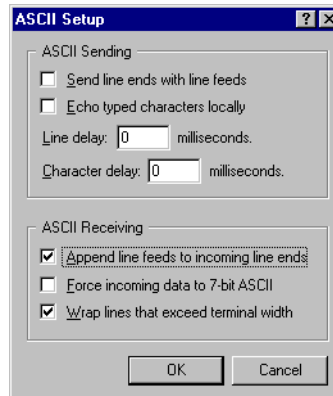 ASCII Setup
ASCII Sending
Send line ends with line feeds
Echo typed characters locally
Line delay: 0 milliseconds.
Character delay: 0 milliseconds.
ASCII Receiving
Append line feeds to incoming line ends
Force incoming data to 7-bit ASCII
Wrap lines that exceed terminal width
OK Cancel